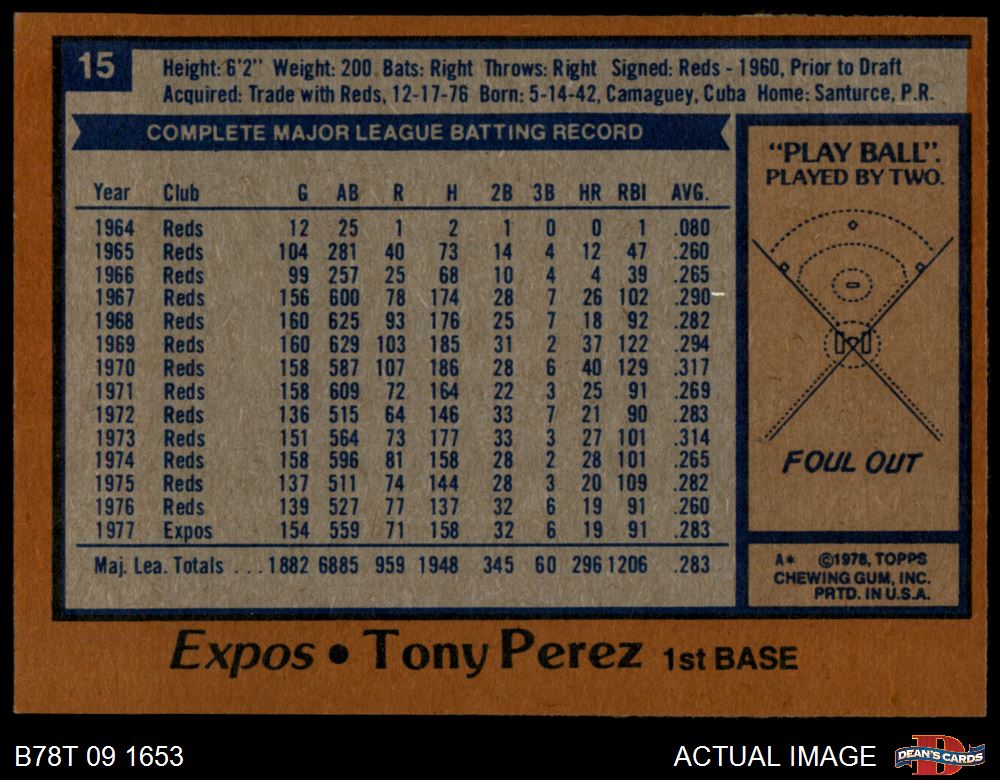 15
Height: 6'2" Weight: 200 Bats: Right Throws: Right Signed: Reds - 1960, Prior to Draft
Acquired: Trade with Reds, 12-17-76 Born: 5-14-42, Camaguey, Cuba Home: Santurce, P.R.
COMPLETE MAJOR LEAGUE BATTING RECORD
Year Club G AB R H 2B 3B HR RBI AVG.
1964 Reds 12 25 1 2 1 0 0 1 .080
1965 Reds 104 281 40 73 14 4 12 47 .260
1966 Reds 99 257 25 68 10 4 4 39 .265
1967 Reds 156 600 78 174 28 7 26 102 .290
1968 Reds 160 625 93 176 25 7 18 92 .282
1969 Reds 160 629 103 185 31 2 37 122 .294
1970 Reds 158 587 107 186 28 6 40 129 .317
1971 Reds 158 609 72 164 22 3 25 91 .269
1972 Reds 136 515 64 146 33 7 21 90 .283
1973 Reds 151 564 73 177 33 3 27 101 .314
1974 Reds 158 596 81 158 28 2 28 101 .265
1975 Reds 137 511 74 144 28 3 20 109 .282
1976 Reds 139 527 77 137 32 6 19 91 .260
1977 Expos 154 559 71 158 32 6 19 91 .283
Maj. Lea. Totals ...1882 6885 959 1948 345 60 296 1206 .283
"PLAY BALL".
PLAYED BY TWO.
FOUL OUT
A* ©1978, TOPPS
CHEWING GUM, INC.
PRTD. IN U.S.A.
Expos • Tony Perez 1st BASE
B78T 09 1653
ACTUAL IMAGE
DEAN'S CARDS